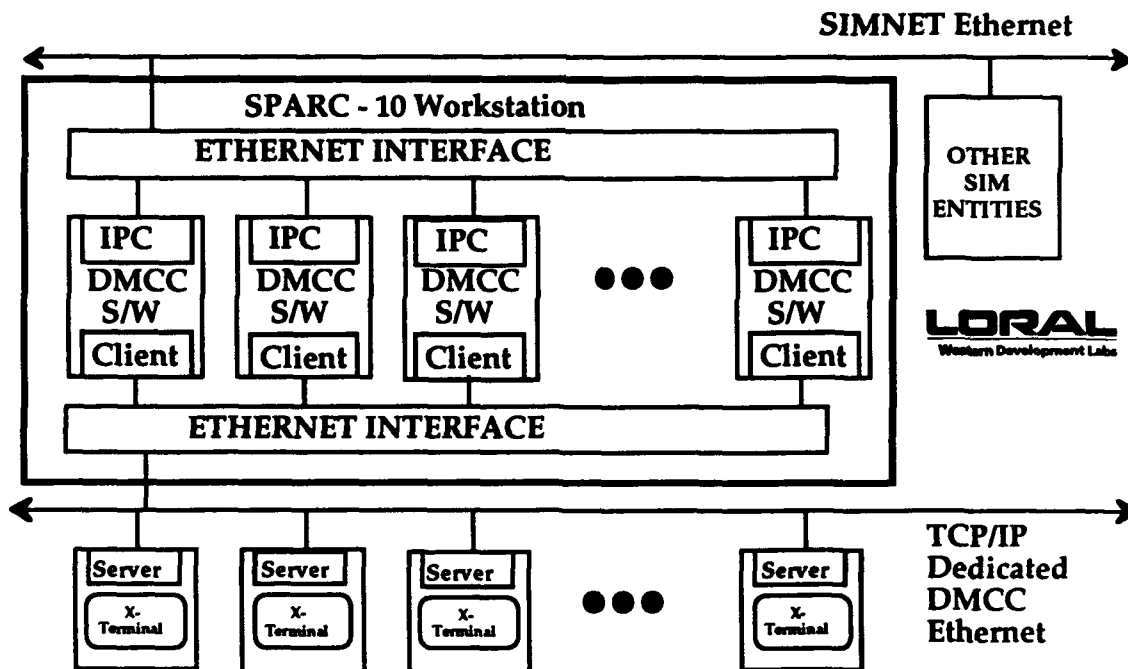 SIMNET Ethernet
SPARC - 10 Workstation
ETHERNET INTERFACE
OTHER
SIM
ENTITIES
IPC
DMCC
S/W
Client
IPC
DMCC
S/W
Client
IPC
DMCC
S/W
Client
IPC
DMCC
S/W
Client
LORAL
Western Development Labs
ETHERNET INTERFACE
TCP/IP
Dedicated
DMCC
Ethernet
Server
X-
Terminal
Server
X-
Terminal
Server
X-
Terminal
Server
X-
Terminal